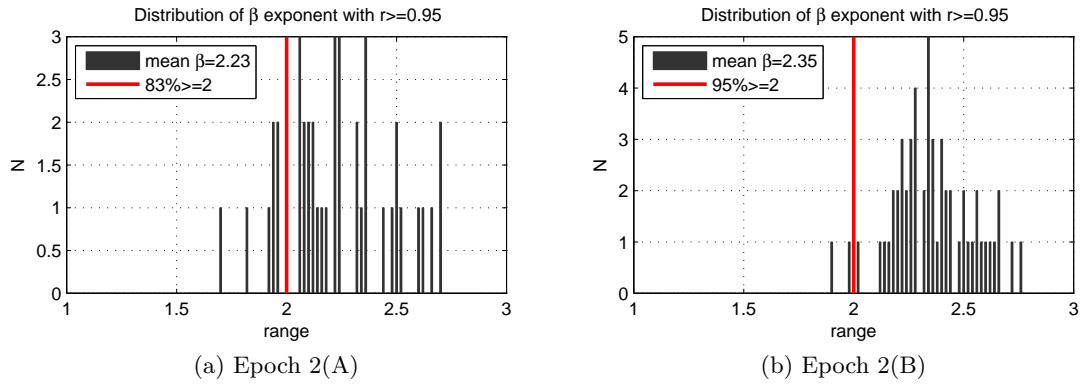 Distribution of β exponent with r>=0.95
3
2.5
2
1.5
1
0.5
0
N
mean β=2.23
83%>=2
1
1.5
2
2.5
3
range
(a) Epoch 2(A)
Distribution of β exponent with r>=0.95
5
4
3
2
1
0
N
mean β=2.35
95%>=2
1
1.5
2
2.5
3
range
(b) Epoch 2(B)